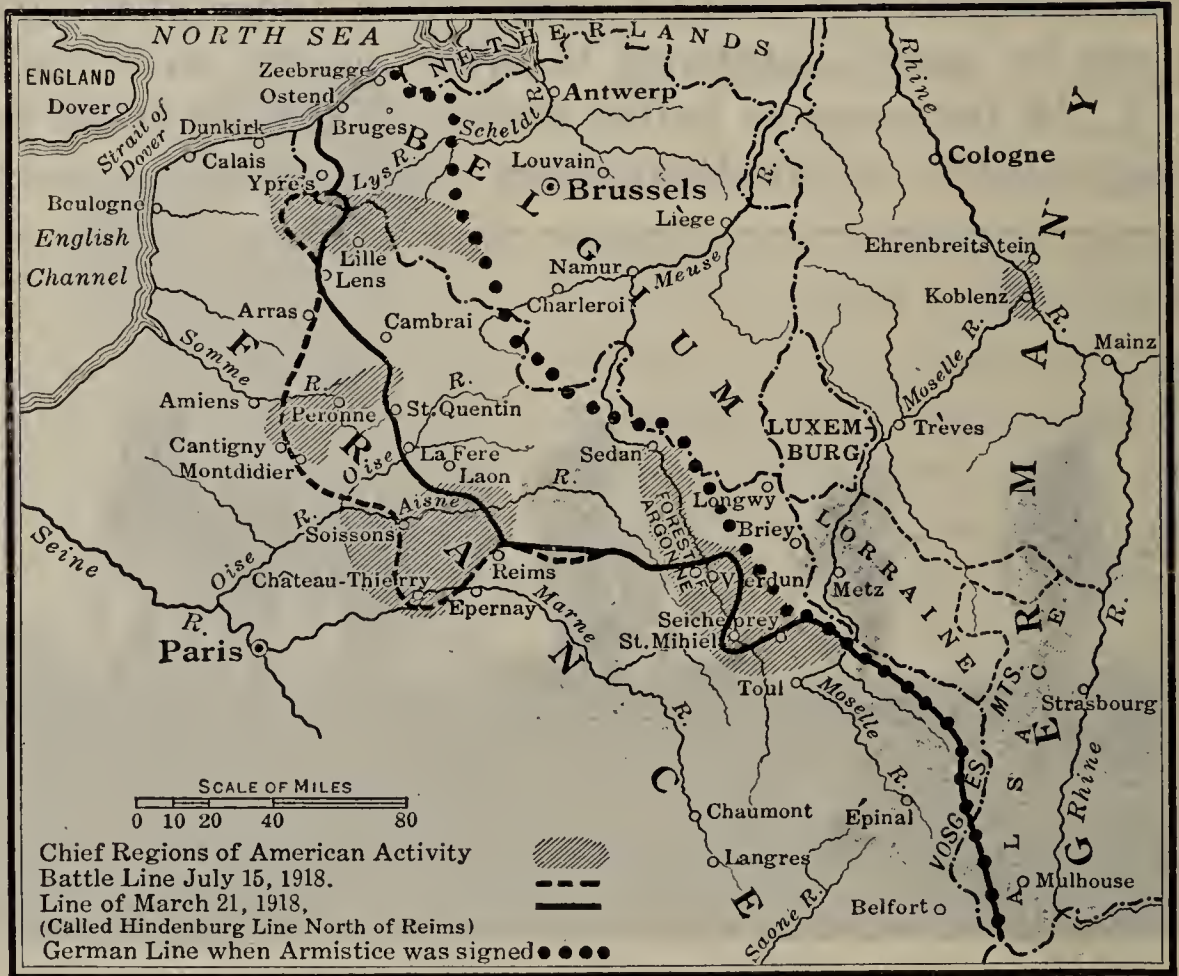 NORTH SEA
NETHERLANDS
ENGLAND
Dover
Strait of
Dover
Zeebrugge
Ostend
Bruges
Antwerp
Scheldt R.
Rhine
Dunkirk
Calais
Ypres
Lys R.
Louvain
Brussels
R.
Cologne
Boulogne
English
Channel
Liège
BELGIUM
GERMANY
Ehrenbreitstein
Lille
Lens
Namur
Meuse
Charleroi
Koblenz
R.
Arras
Cambrai
Moselle R.
Mainz
Somme
R.
FRANCE
Amiens
Peronne
R.
St. Quentin
LUXEM-
BURG
Trèves
Cantigny
Montdidier
Oise
La Fere
Laon
Sedan
Longwy
Aisne
R.
FOREST OF
ARGONNE
Briey
LORRAINE
Seine
R.
Oise
R.
Soissons
Reims
Verdun
Metz
Château-Thierry
Epernay
Marne
R.
Seicheprey
St. Mihiel
R.
Paris
Toul
Moselle
R.
VOSGES
MTS.
ALSACE
Strasbourg
Rhine
R.
E.
SCALE OF MILES
0 10 20 40 80
Chaumont
Épinal
Langres
Chief Regions of American Activity
Battle Line July 15, 1918.
Line of March 21, 1918,
(Called Hindenburg Line North of Reims)
German Line when Armistice was signed
Saone R.
Belfort
Mulhouse